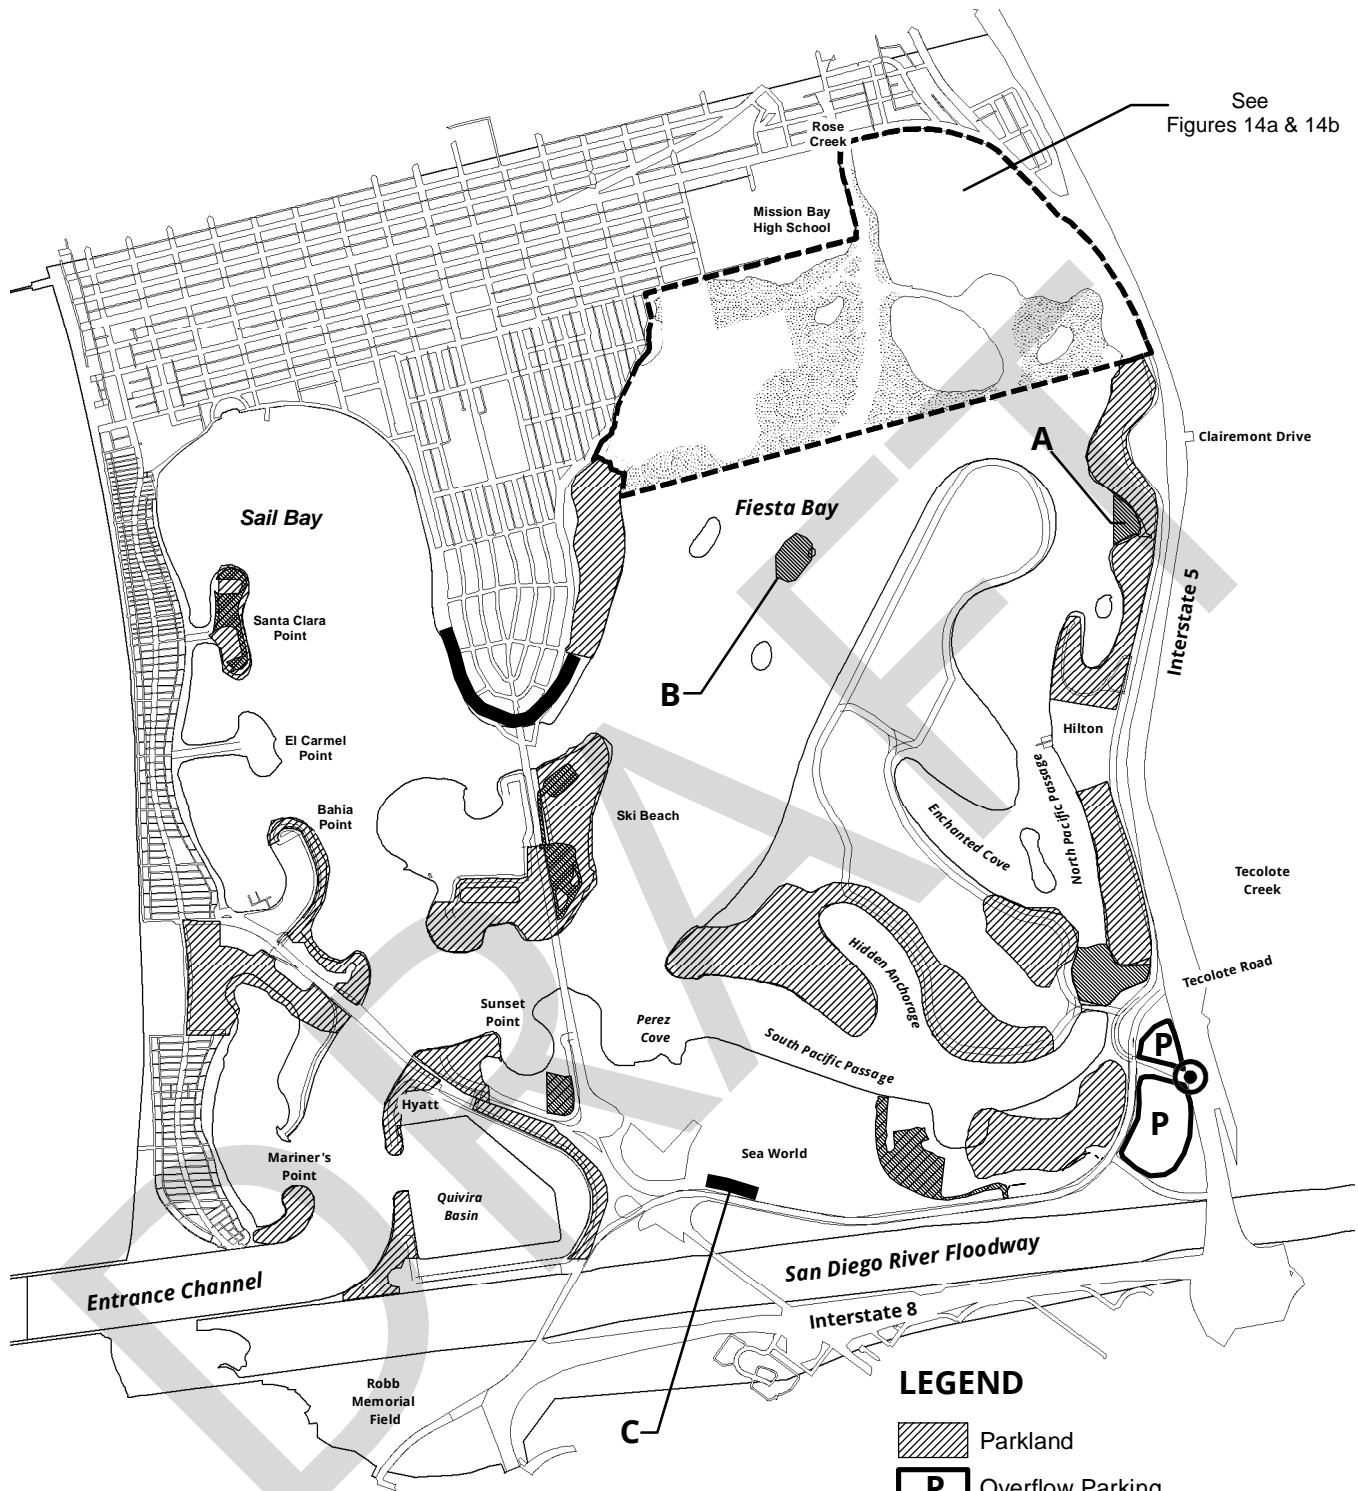 See
Figures 14a & 14b
Rose
Creek
Mission Bay
High School
Clairemont Drive
A
Sail Bay
Fiesta Bay
Interstate 5
Santa Clara
Point
B
Hilton
El Carmel
Point
North Pacific Passage
Bahia
Point
Ski Beach
Enchanted Cove
Tecolote
Creek
Hidden Anchorage
Tecolote Road
Sunset
Point
Perez
Cove
South Pacific Passage
P
Hyatt
P
Mariner's
Point
Sea World
Quivira
Basin
San Diego River Floodway
Entrance Channel
Interstate 8
Robb
Memorial
Field
C
LEGEND
Parkland
P Overflow Parking
DRAFT